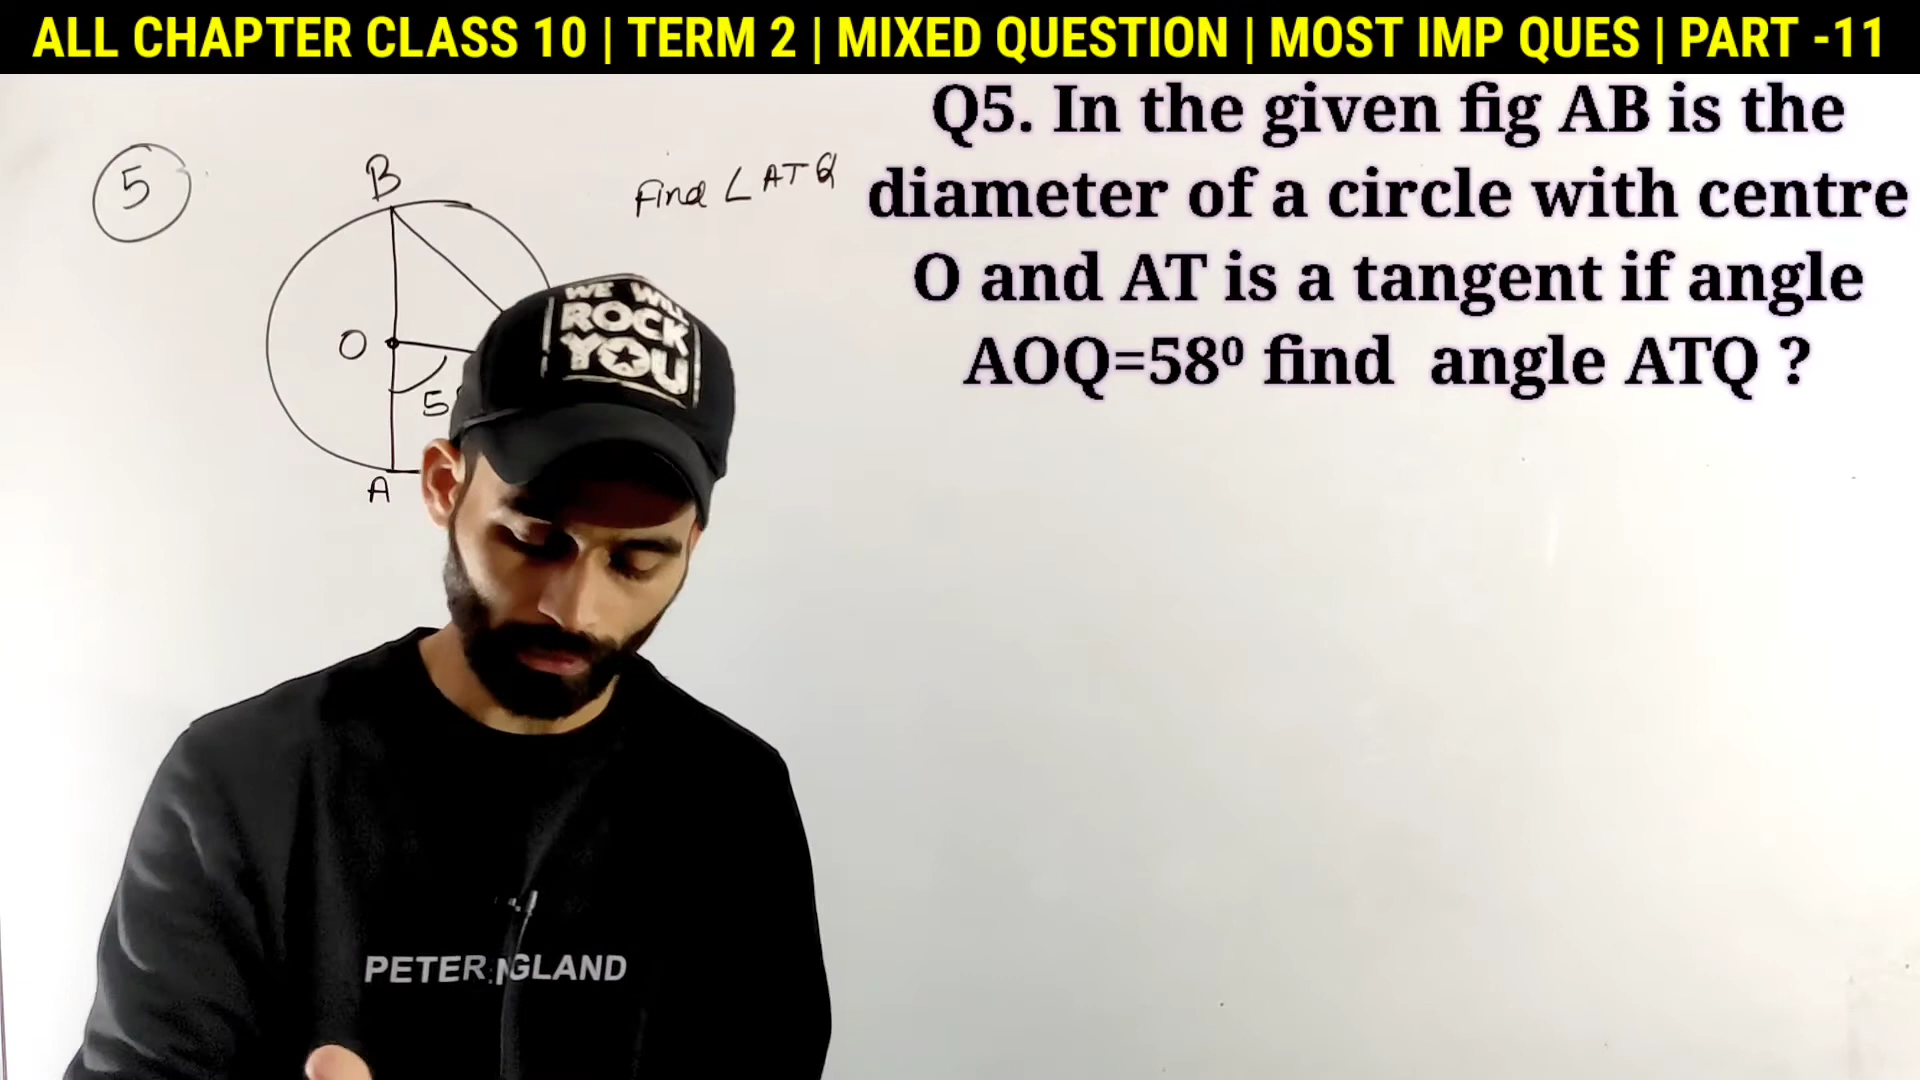 ALL CHAPTER CLASS 10 | TERM 2 | MIXED QUESTION | MOST IMP QUES | PART -11
Q5. In the given fig AB is the
diameter of a circle with centre
O and AT is a tangent if angle
AOQ=58⁰ find angle ATQ ?
5
B
Find ∠ATQ
O
5
A
WE WILL
ROCK
YOU
PETER NGLAND